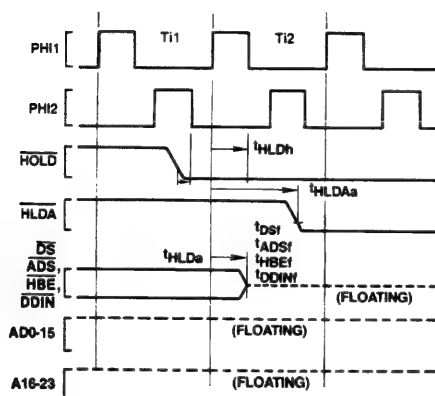 PHI1
Ti1
Ti2
PHI2
HOLD
tHLDh
tHLDAa
HLDA
DS
ADS,
HBE,
DDIN
tHLDa
tDSf
tADSf
tHBEf
tDDINf
(FLOATING)
AD0-15
(FLOATING)
A16-23
(FLOATING)